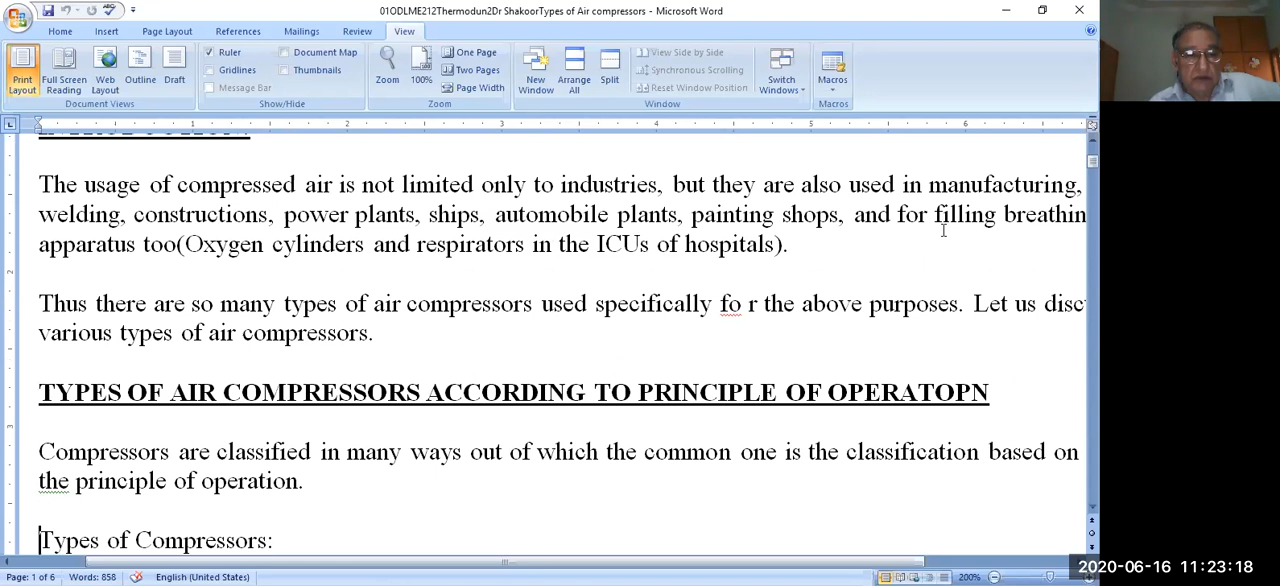 01ODLME212Thermodun2Dr ShakoorTypes of Air compressors - Microsoft Word
Home Insert Page Layout References Mailings Review View
Print Layout
Full Screen Reading
Web Layout
Outline
Draft
Document Views
Ruler
Gridlines
Message Bar
Document Map
Thumbnails
Show/Hide
Zoom
100%
One Page
Two Pages
Page Width
Zoom
New Window
Arrange All
Split
View Side by Side
Synchronous Scrolling
Reset Window Position
Switch Windows
Window
Macros
Macros
1 2 3 4 5 6
The usage of compressed air is not limited only to industries, but they are also used in manufacturing,
welding, constructions, power plants, ships, automobile plants, painting shops, and for filling breathin
apparatus too(Oxygen cylinders and respirators in the ICUs of hospitals).
Thus there are so many types of air compressors used specifically fo r the above purposes. Let us disc
various types of air compressors.
TYPES OF AIR COMPRESSORS ACCORDING TO PRINCIPLE OF OPERATOPN
Compressors are classified in many ways out of which the common one is the classification based on
the principle of operation.
Types of Compressors:
Page: 1 of 6 Words: 858 English (United States) 200%
2020-06-16 11:23:18